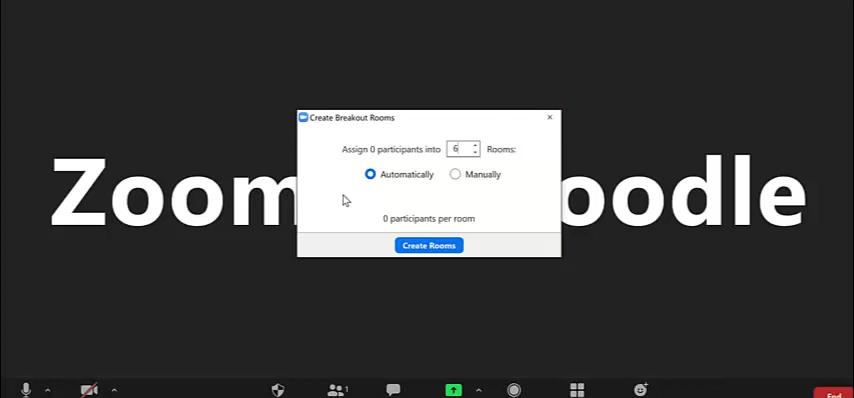 Create Breakout Rooms
Assign 0 participants into 6 Rooms:
Automatically Manually
0 participants per room
Create Rooms
Zoom oodle
1
End